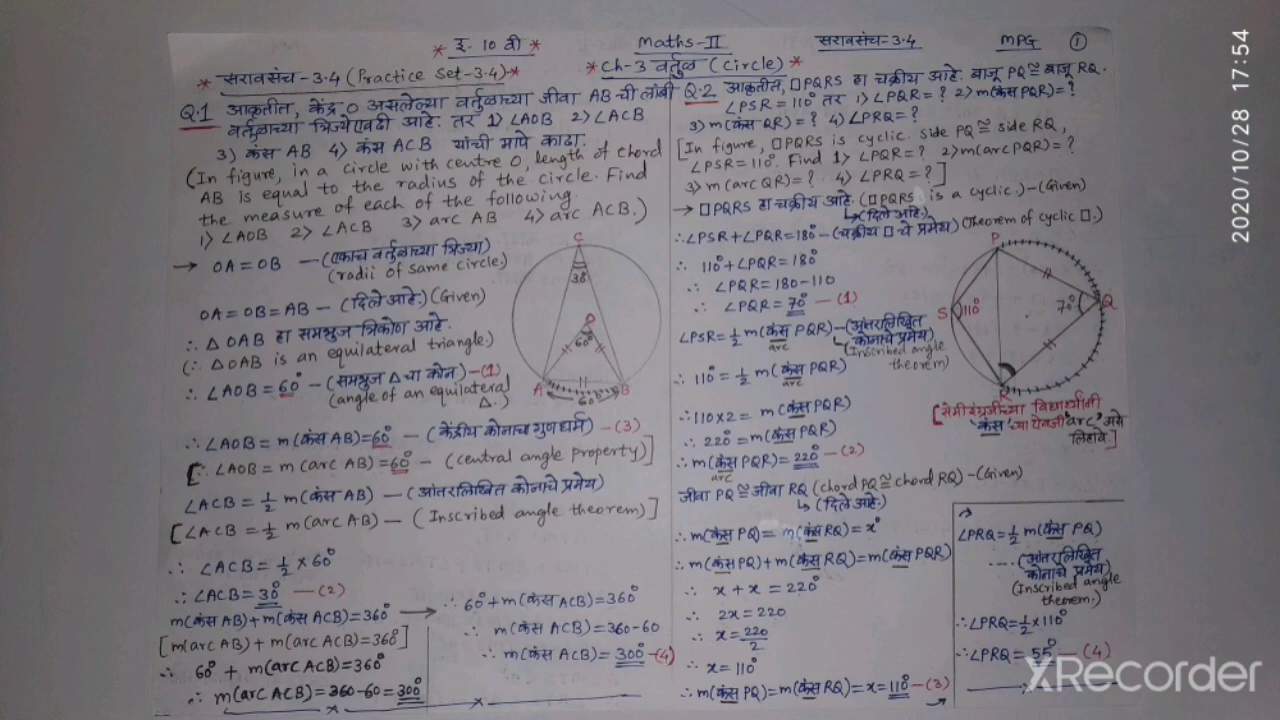 * इ. 10 वी * Maths-II सरावसंच-3.4 MPG 1
* सरावसंच-3.4 (Practice Set-3.4)-* * Ch-3 वर्तुळ (Circle) *
Q.1 आकृतीत, केंद्र O असलेल्या वर्तुळाच्या जीवा AB ची लांबी
वर्तुळाच्या त्रिज्येएवढी आहे. तर 1) ∠AOB 2) ∠ACB
3) कंस AB 4) कंस ACB यांची मापे काढा.
(In figure, in a circle with centre O, length of chord
AB is equal to the radius of the circle. Find
the measure of each of the following.
1) ∠AOB 2) ∠ACB 3) arc AB 4) arc ACB.)
→ OA = OB — (एकाच वर्तुळाच्या त्रिज्या)
(radii of same circle.)
OA = OB = AB — (दिले आहे.) (Given)
∴ △OAB हा समभुज त्रिकोण आहे.
(∴ △OAB is an equilateral triangle.)
∴ ∠AOB = 60° — (समभुज △चा कोन) —(1)
(angle of an equilateral
△.)
C
30°
O
60°
A
B
60°
∴ ∠AOB = m(कंस AB) = 60° — (केंद्रीय कोनाचा गुणधर्म) —(3)
[∴ ∠AOB = m(arc AB) = 60° — (central angle property)]
∠ACB = 1/2 m(कंस AB) — (आंतरलिखित कोनाचे प्रमेय)
[∠ACB = 1/2 m(arc AB) — (Inscribed angle theorem)]
∴ ∠ACB = 1/2 × 60°
∴ ∠ACB = 30° —(2)
m(कंस AB) + m(कंस ACB) = 360°
[m(arc AB) + m(arc ACB) = 360°]
∴ 60° + m(arc ACB) = 360°
∴ m(arc ACB) = 360-60 = 300°
→ ∴ 60° + m(कंस ACB) = 360°
∴ m(कंस ACB) = 360-60
∴ m(कंस ACB) = 300° —(4)
Q.2 आकृतीत, □PQRS हा चक्रीय आहे. बाजू PQ ≅ बाजू RQ.
∠PSR = 110° तर 1) ∠PQR = ? 2) m(कंस PQR) = ?
3) m(कंस QR) = ? 4) ∠PRQ = ?
[In figure, □PQRS is cyclic. side PQ ≅ side RQ,
∠PSR = 110°. Find 1) ∠PQR = ? 2) m(arc PQR) = ?
3) m(arc QR) = ? 4) ∠PRQ = ?]
→ □PQRS हा चक्रीय आहे. (□PQRS is a cyclic.) — (Given)
↳ (दिले आहे.)
∴ ∠PSR + ∠PQR = 180° — (चक्रीय □ चे प्रमेय) (Theorem of cyclic □.)
∴ 110° + ∠PQR = 180°
∴ ∠PQR = 180-110
∴ ∠PQR = 70° —(1)
∠PSR = 1/2 m(कंस PQR) — (आंतरलिखित
arc कोनाचे प्रमेय)
(Inscribed angle
theorem)
∴ 110° = 1/2 m(कंस PQR)
arc
∴ 110 × 2 = m(कंस PQR)
∴ 220° = m(कंस PQR)
∴ m(कंस PQR) = 220° —(2)
arc
P
S
110°
70°
Q
R
[सेमी इंग्रजीच्या विद्यार्थ्यांनी
'कंस' च्या ऐवजी 'arc' असे
लिहावे.]
जीवा PQ ≅ जीवा RQ (chord PQ ≅ chord RQ) — (Given)
↳ (दिले आहे.)
∴ m(कंस PQ) = m(कंस RQ) = x°
∴ m(कंस PQ) + m(कंस RQ) = m(कंस PQR)
∴ x + x = 220°
∴ 2x = 220
∴ x = 220/2
∴ x = 110°
∴ m(कंस PQ) = m(कंस RQ) = x = 110° —(3)
→
∠PRQ = 1/2 m(कंस PQ)
---- (आंतरलिखित
कोनाचे प्रमेय)
(Inscribed angle
theorem.)
∴ ∠PRQ = 1/2 × 110°
∴ ∠PRQ = 55° —(4)
2020/10/28 17:54
XRecorder